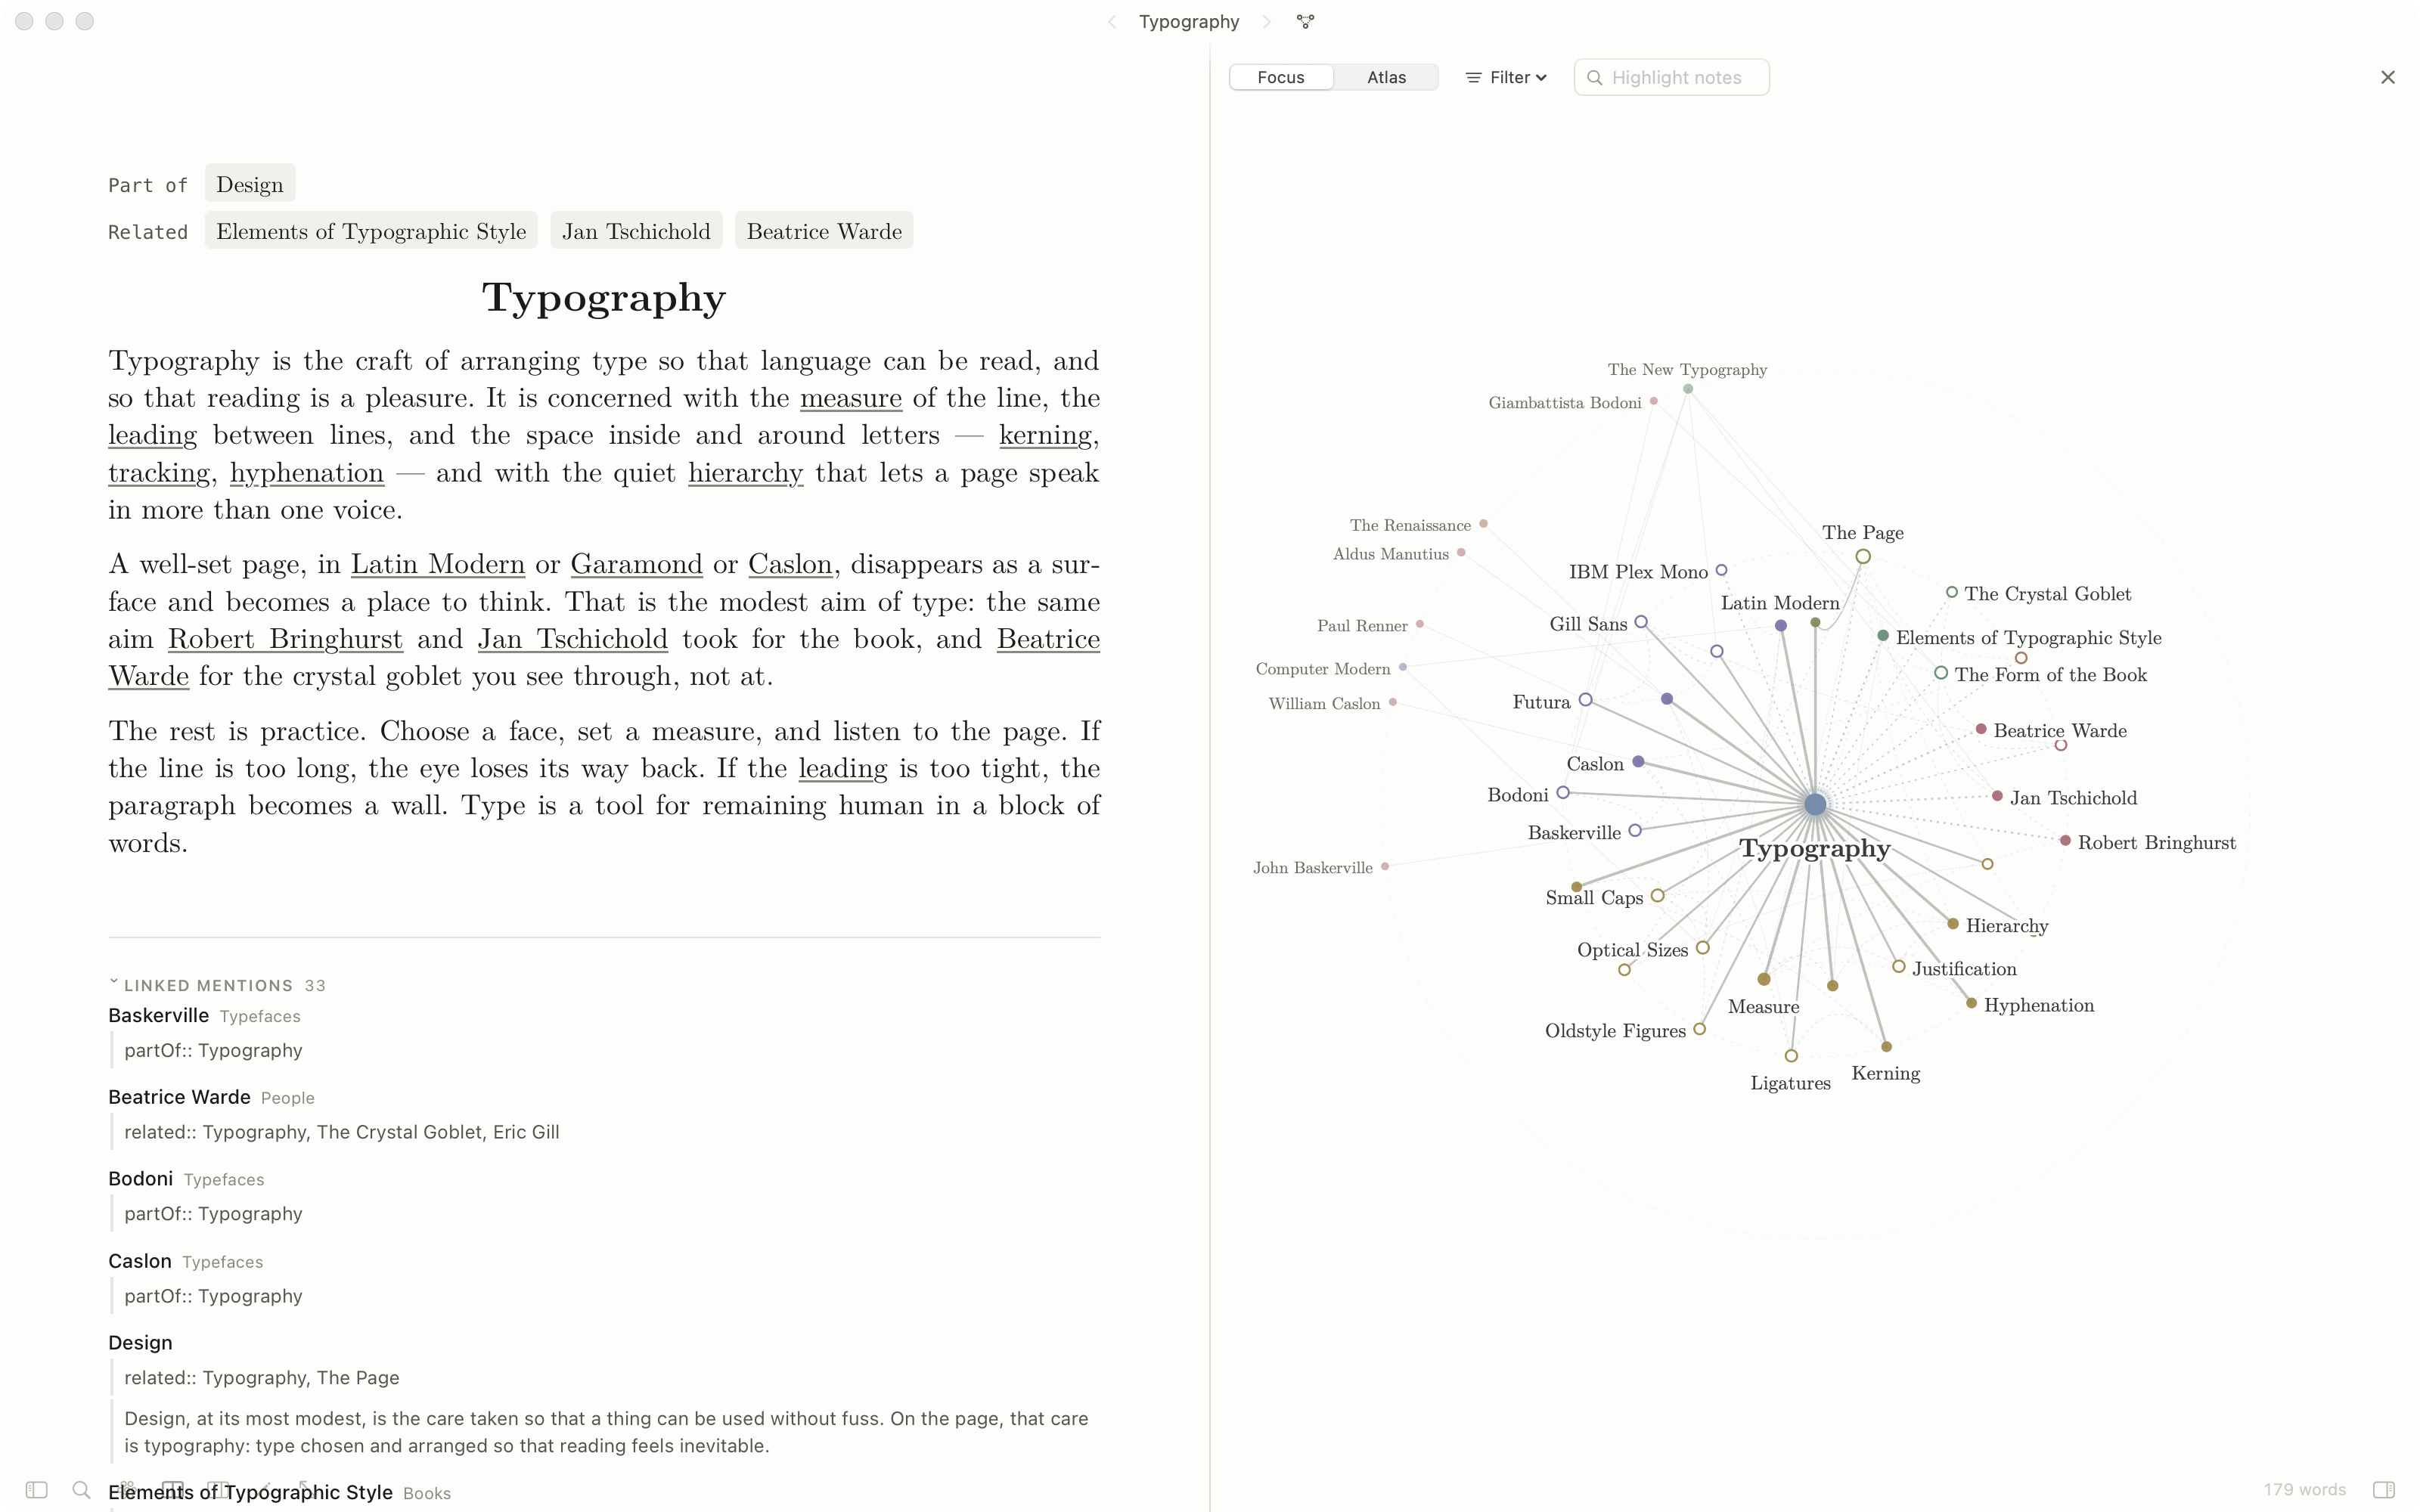 Typography
Focus
Atlas
Filter
Highlight notes
Part of Design
Related Elements of Typographic Style Jan Tschichold Beatrice Warde
Typography
Typography is the craft of arranging type so that language can be read, and
so that reading is a pleasure. It is concerned with the measure of the line, the
leading between lines, and the space inside and around letters — kerning,
tracking, hyphenation — and with the quiet hierarchy that lets a page speak
in more than one voice.
A well-set page, in Latin Modern or Garamond or Caslon, disappears as a sur-
face and becomes a place to think. That is the modest aim of type: the same
aim Robert Bringhurst and Jan Tschichold took for the book, and Beatrice
Warde for the crystal goblet you see through, not at.
The rest is practice. Choose a face, set a measure, and listen to the page. If
the line is too long, the eye loses its way back. If the leading is too tight, the
paragraph becomes a wall. Type is a tool for remaining human in a block of
words.
LINKED MENTIONS 33
Baskerville Typefaces
partOf:: Typography
Beatrice Warde People
related:: Typography, The Crystal Goblet, Eric Gill
Bodoni Typefaces
partOf:: Typography
Caslon Typefaces
partOf:: Typography
Design
related:: Typography, The Page
Design, at its most modest, is the care taken so that a thing can be used without fuss. On the page, that care
is typography: type chosen and arranged so that reading feels inevitable.
Elements of Typographic Style Books
The New Typography
Giambattista Bodoni
The Renaissance
Aldus Manutius
Paul Renner
Computer Modern
William Caslon
John Baskerville
The Page
IBM Plex Mono
Latin Modern
Gill Sans
The Crystal Goblet
Elements of Typographic Style
The Form of the Book
Futura
Beatrice Warde
Caslon
Bodoni
Jan Tschichold
Baskerville
Robert Bringhurst
Typography
Small Caps
Hierarchy
Optical Sizes
Justification
Measure
Hyphenation
Oldstyle Figures
Ligatures
Kerning
179 words